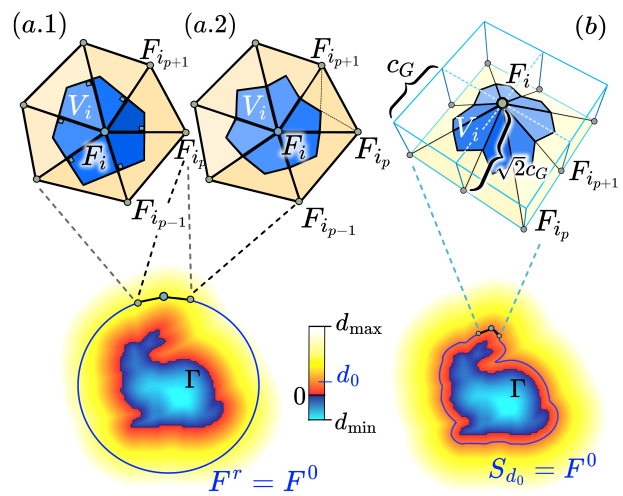 (a.1)
(a.2)
(b)
F_{i_{p+1}}
F_{i_{p+1}}
c_G
F_i
V_i
V_i
V_i
F_i
F_{i_p}
F_i
F_{i_p}
√2c_G
F_{i_{p+1}}
F_{i_{p-1}}
F_{i_{p-1}}
F_{i_p}
d_max
d_0
0
d_min
Γ
Γ
F^r = F^0
S_{d_0} = F^0